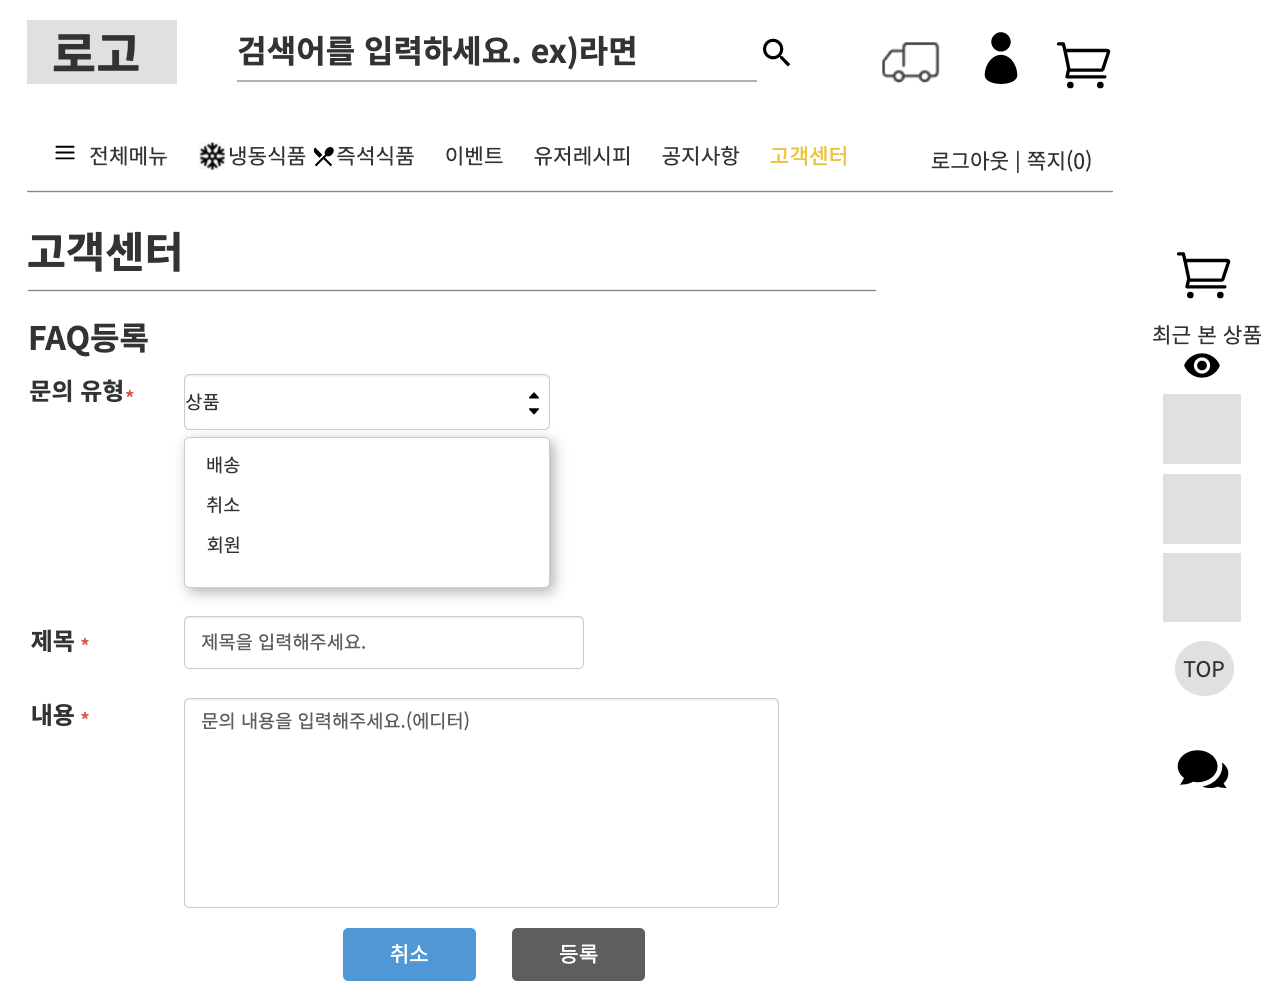 로고
검색어를 입력하세요. ex)라면
전체메뉴 냉동식품 즉석식품 이벤트 유저레시피 공지사항 고객센터 로그아웃 | 쪽지(0)
고객센터
FAQ등록
문의 유형*
상품
배송
취소
회원
제목 *
제목을 입력해주세요.
내용 *
문의 내용을 입력해주세요.(에디터)
취소 등록
최근 본 상품
TOP